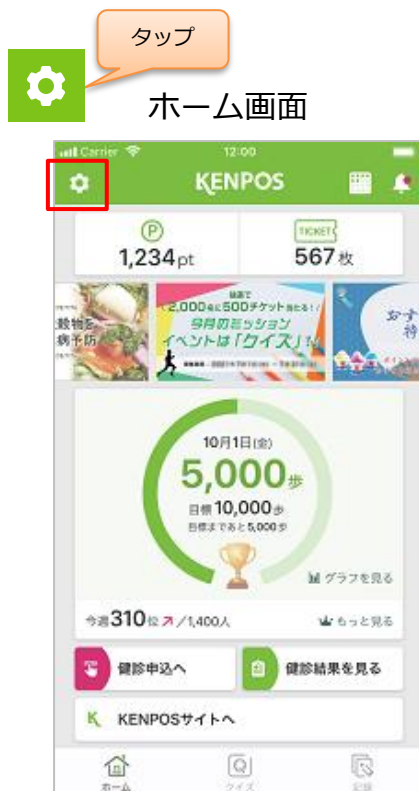 タップ
ホーム画面
Carrier
12:00
KENPOS
P
1,234pt
TICKET
567枚
穀物を
病予防
抽選で
2,000名に500チケット当たる!
今月のミッション
イベントは「クイズ」!
おす
待
10月1日(金)
5,000歩
目標10,000歩
目標まであと5,000歩
グラフを見る
今週310位/1,400人
もっと見る
健診申込へ
健診結果を見る
K KENPOSサイトへ
ホーム
Q
クイズ
記録